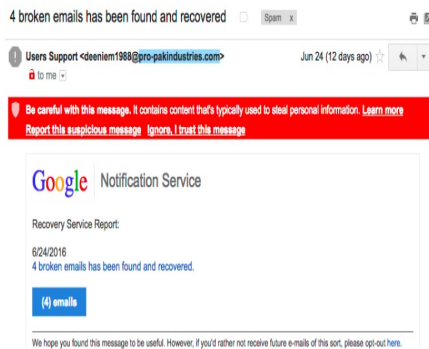 4 broken emails has been found and recovered Spam x
Users Support <deeniem1988@pro-pakindustries.com> Jun 24 (12 days ago)
to me
Be careful with this message. It contains content that's typically used to steal personal information. Learn more
Report this suspicious message Ignore, I trust this message
Google Notification Service
Recovery Service Report:
6/24/2016
4 broken emails has been found and recovered.
(4) emails
We hope you found this message to be useful. However, if you'd rather not receive future e-mails of this sort, please opt-out here.